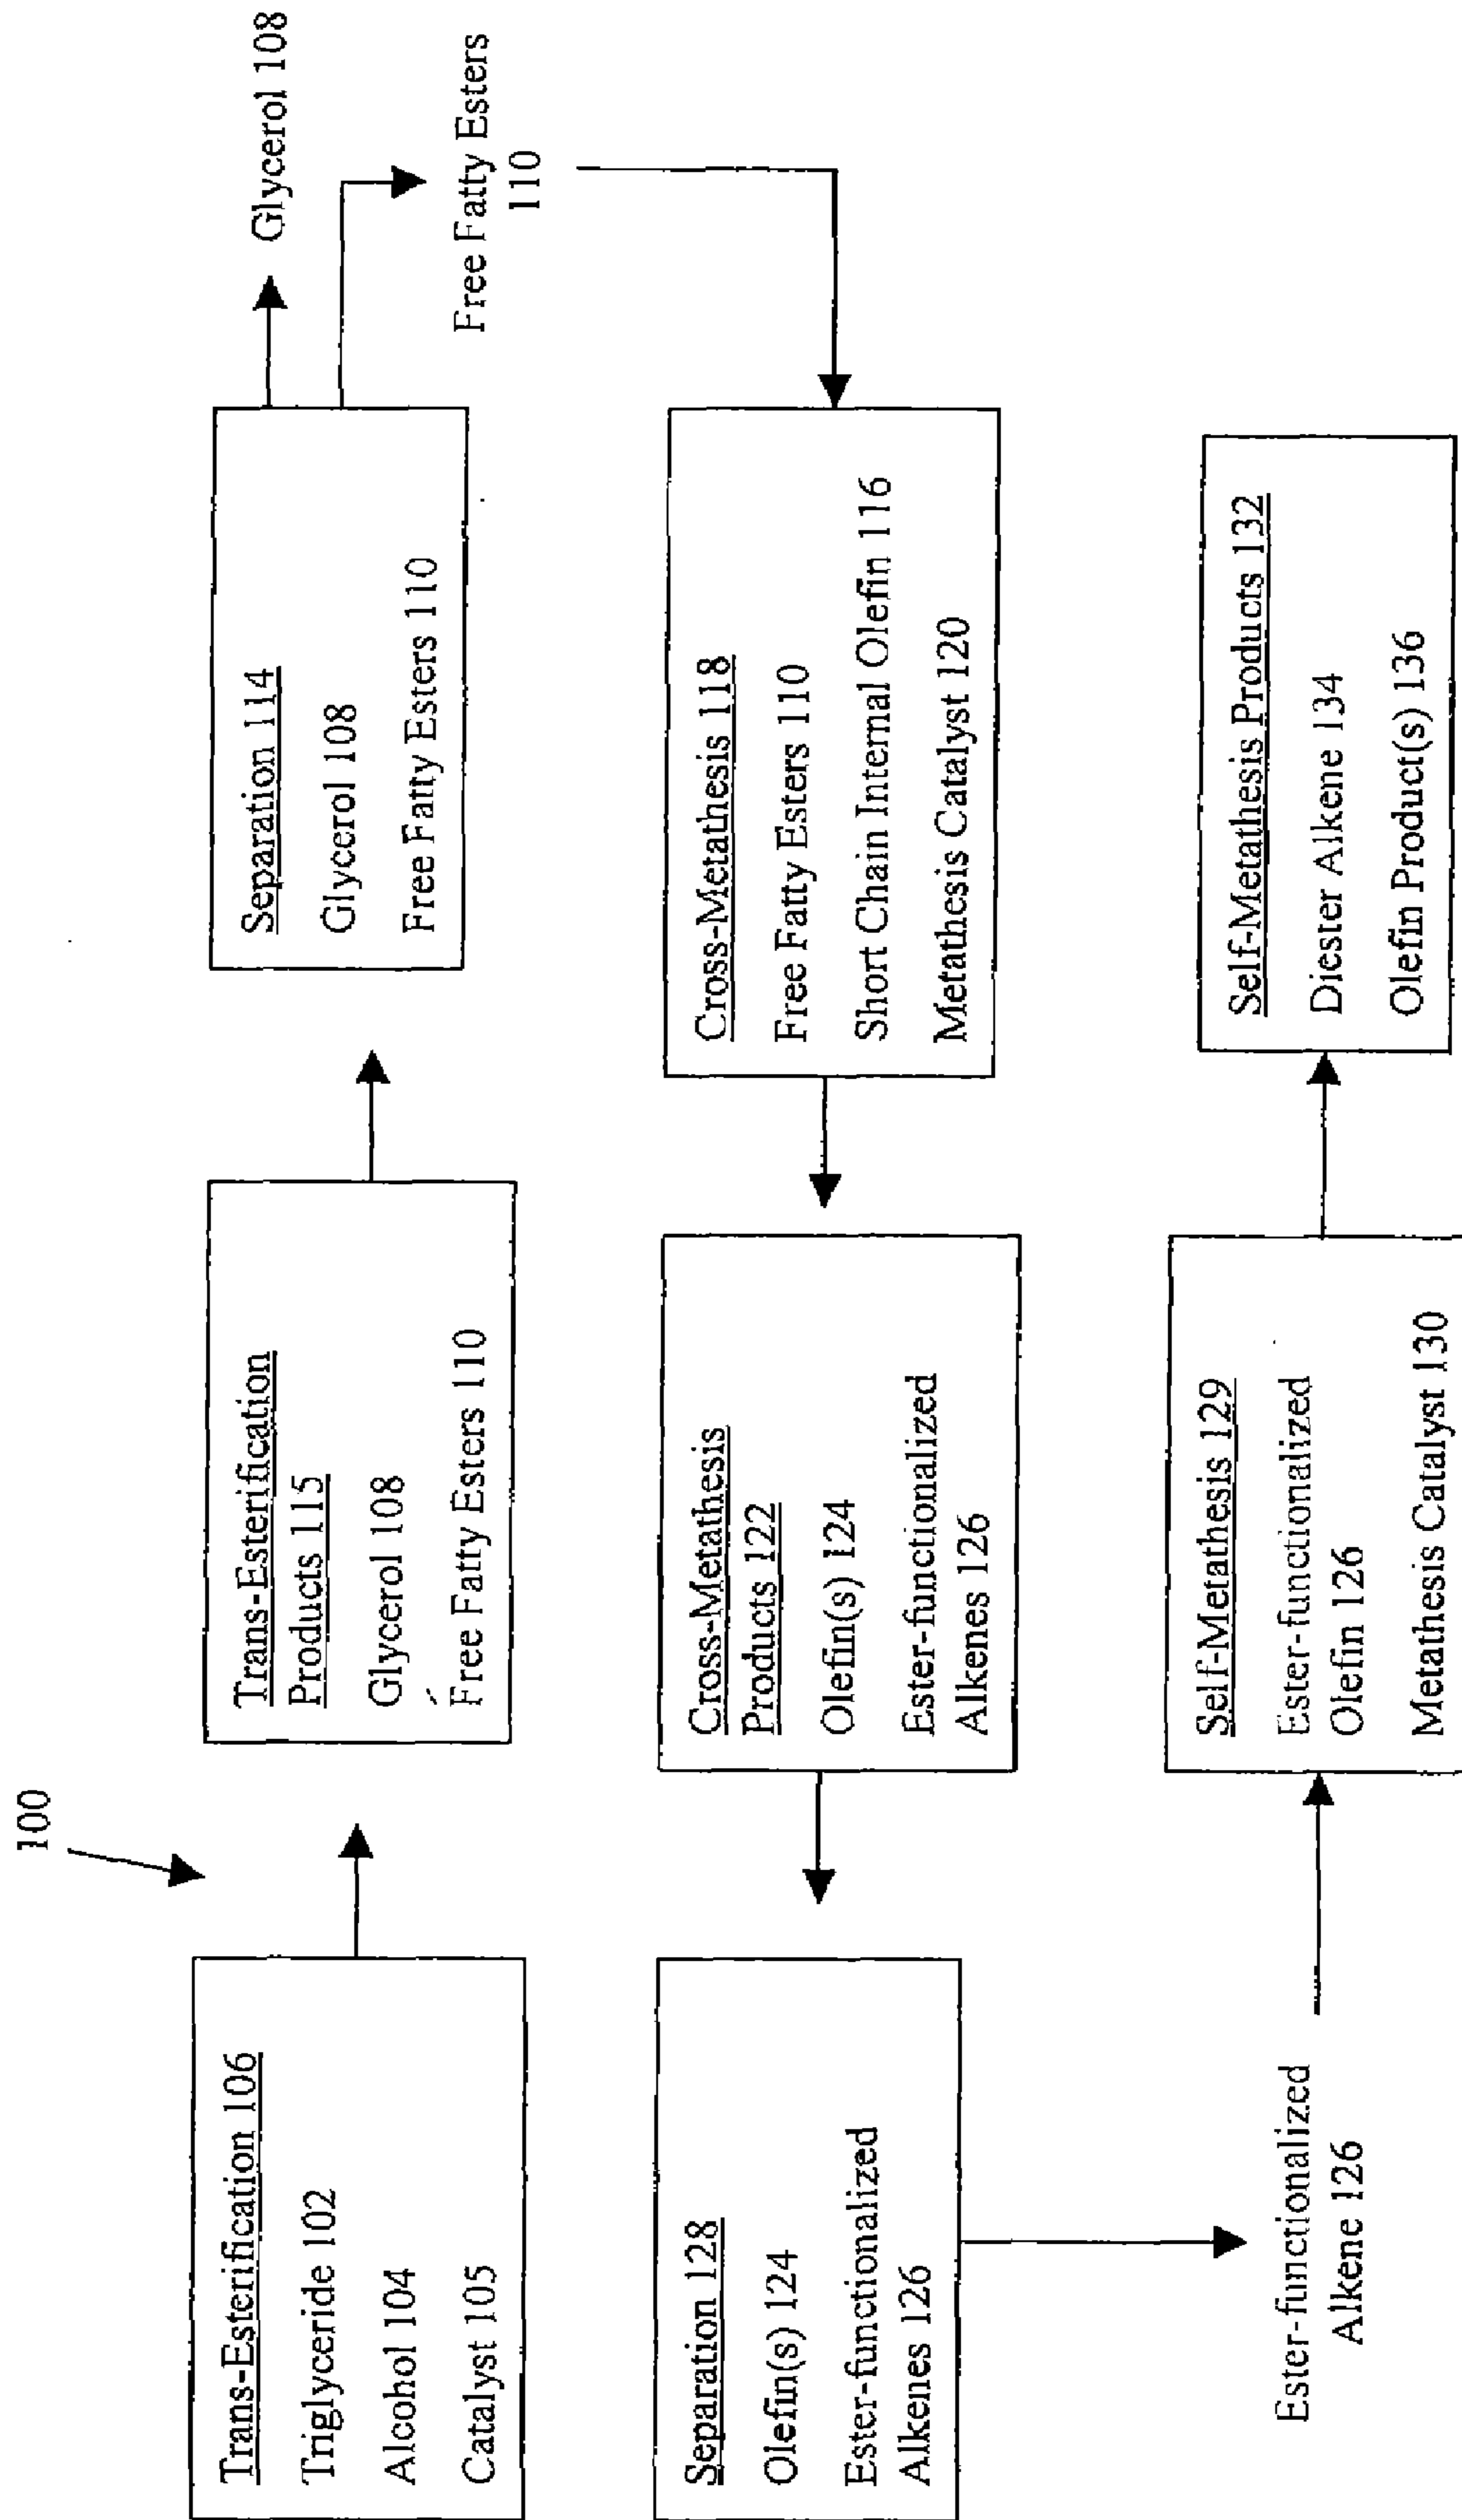 100
Trans-Esterification 106
Triglyceride 102
Alcohol 104
Catalyst 105
Trans-Esterification
Products 115
Glycerol 108
Free Fatty Esters 110
Separation 114
Glycerol 108
Free Fatty Esters 110
Glycerol 108
Free Fatty Esters
110
Cross-Metathesis 118
Free Fatty Esters 110
Short Chain Internal Olefin 116
Metathesis Catalyst 120
Cross-Metathesis
Products 122
Olefin(s) 124
Ester-functionalized
Alkenes 126
Separation 128
Olefin(s) 124
Ester-functionalized
Alkenes 126
Ester-functionalized
Alkene 126
Self-Metathesis 129
Ester-functionalized
Olefin 126
Metathesis Catalyst 130
Self-Metathesis Products 132
Diester Alkene 134
Olefin Product(s) 136